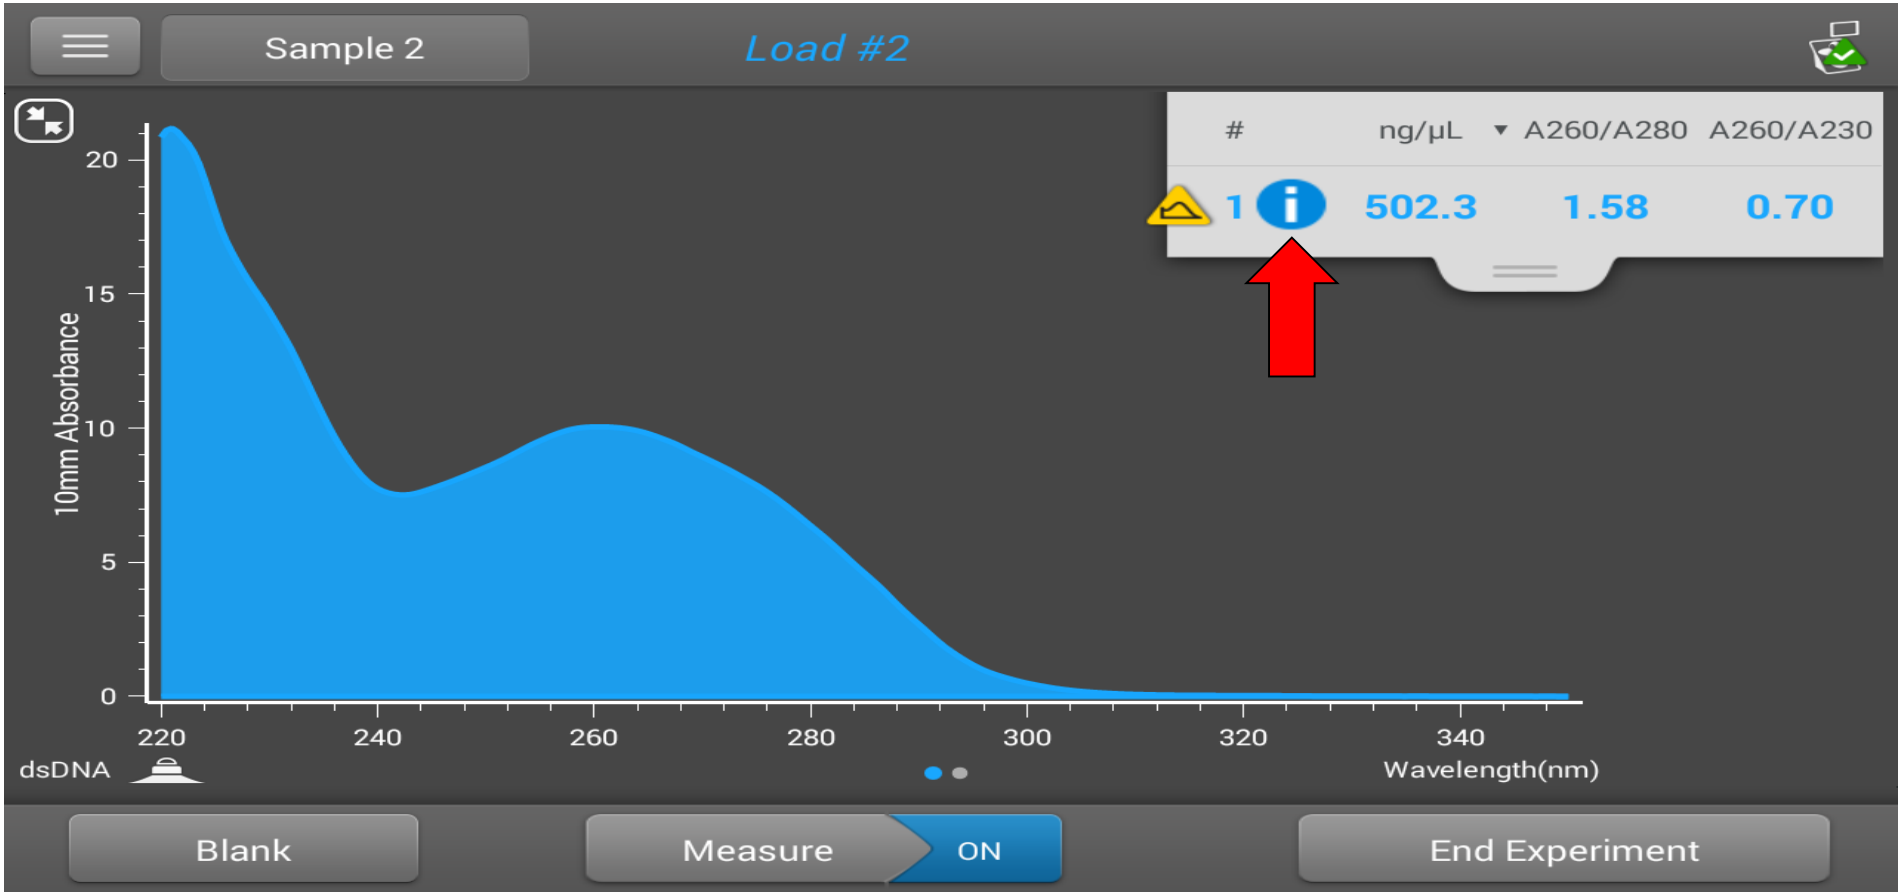 Sample 2
Load #2
# ng/µL ▾ A260/A280 A260/A230
1 i 502.3 1.58 0.70
10mm Absorbance
20
15
10
5
0
220 240 260 280 300 320 340
dsDNA
Wavelength(nm)
Blank
Measure
ON
End Experiment